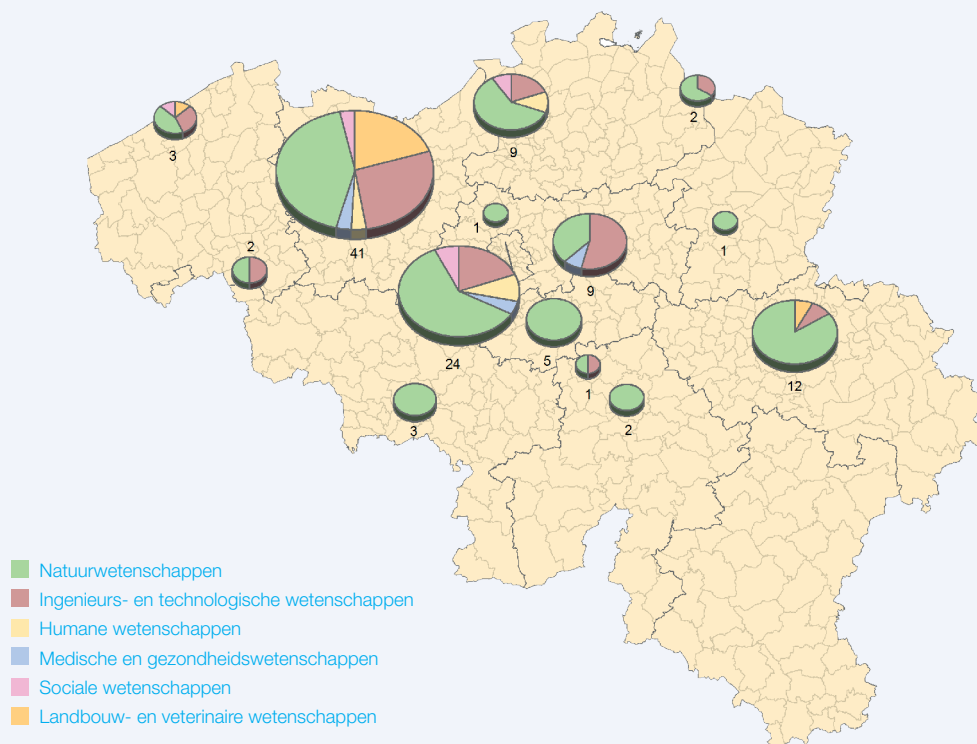 2
9
3
1
1
2
41
9
24
5
12
1
3
2
Natuurwetenschappen
Ingenieurs- en technologische wetenschappen
Humane wetenschappen
Medische en gezondheidswetenschappen
Sociale wetenschappen
Landbouw- en veterinaire wetenschappen